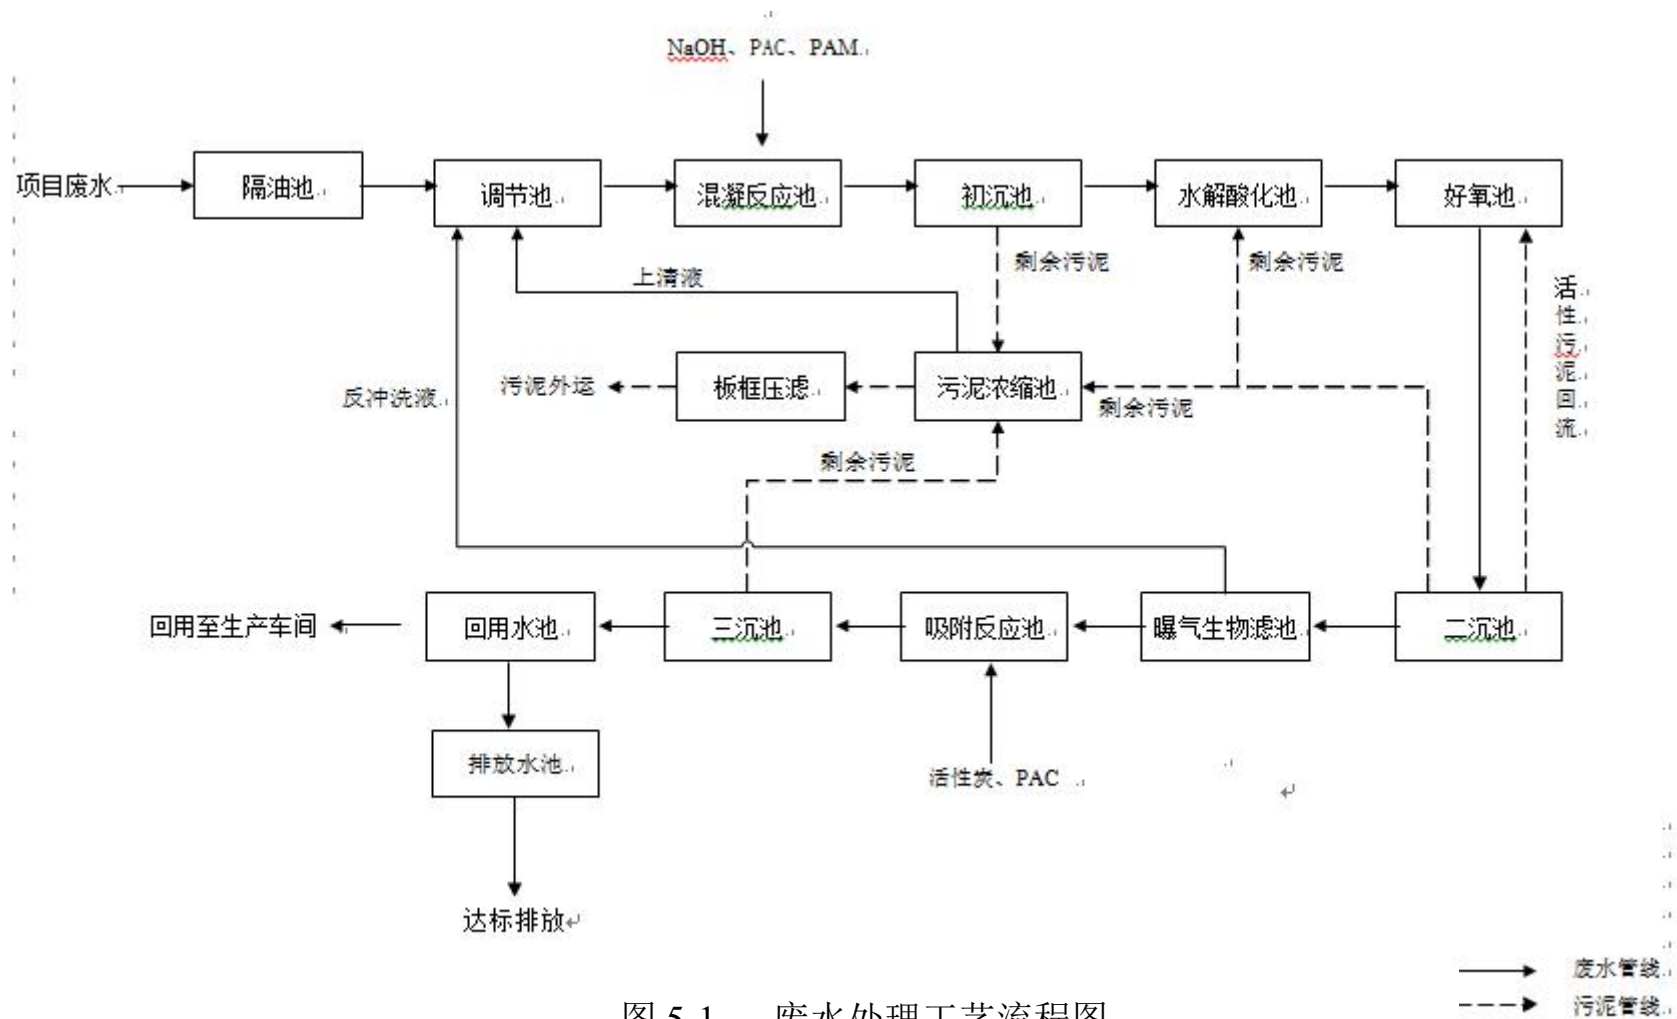 NaOH、PAC、PAM
项目废水
隔油池
调节池
混凝反应池
初沉池
水解酸化池
好氧池
剩余污泥
剩余污泥
上清液
活性污泥回流
反冲洗液
污泥外运
板框压滤
污泥浓缩池
剩余污泥
剩余污泥
回用至生产车间
回用水池
三沉池
吸附反应池
曝气生物滤池
二沉池
排放水池
活性炭、PAC
达标排放
废水管线
污泥管线
图 5-1 废水处理工艺流程图